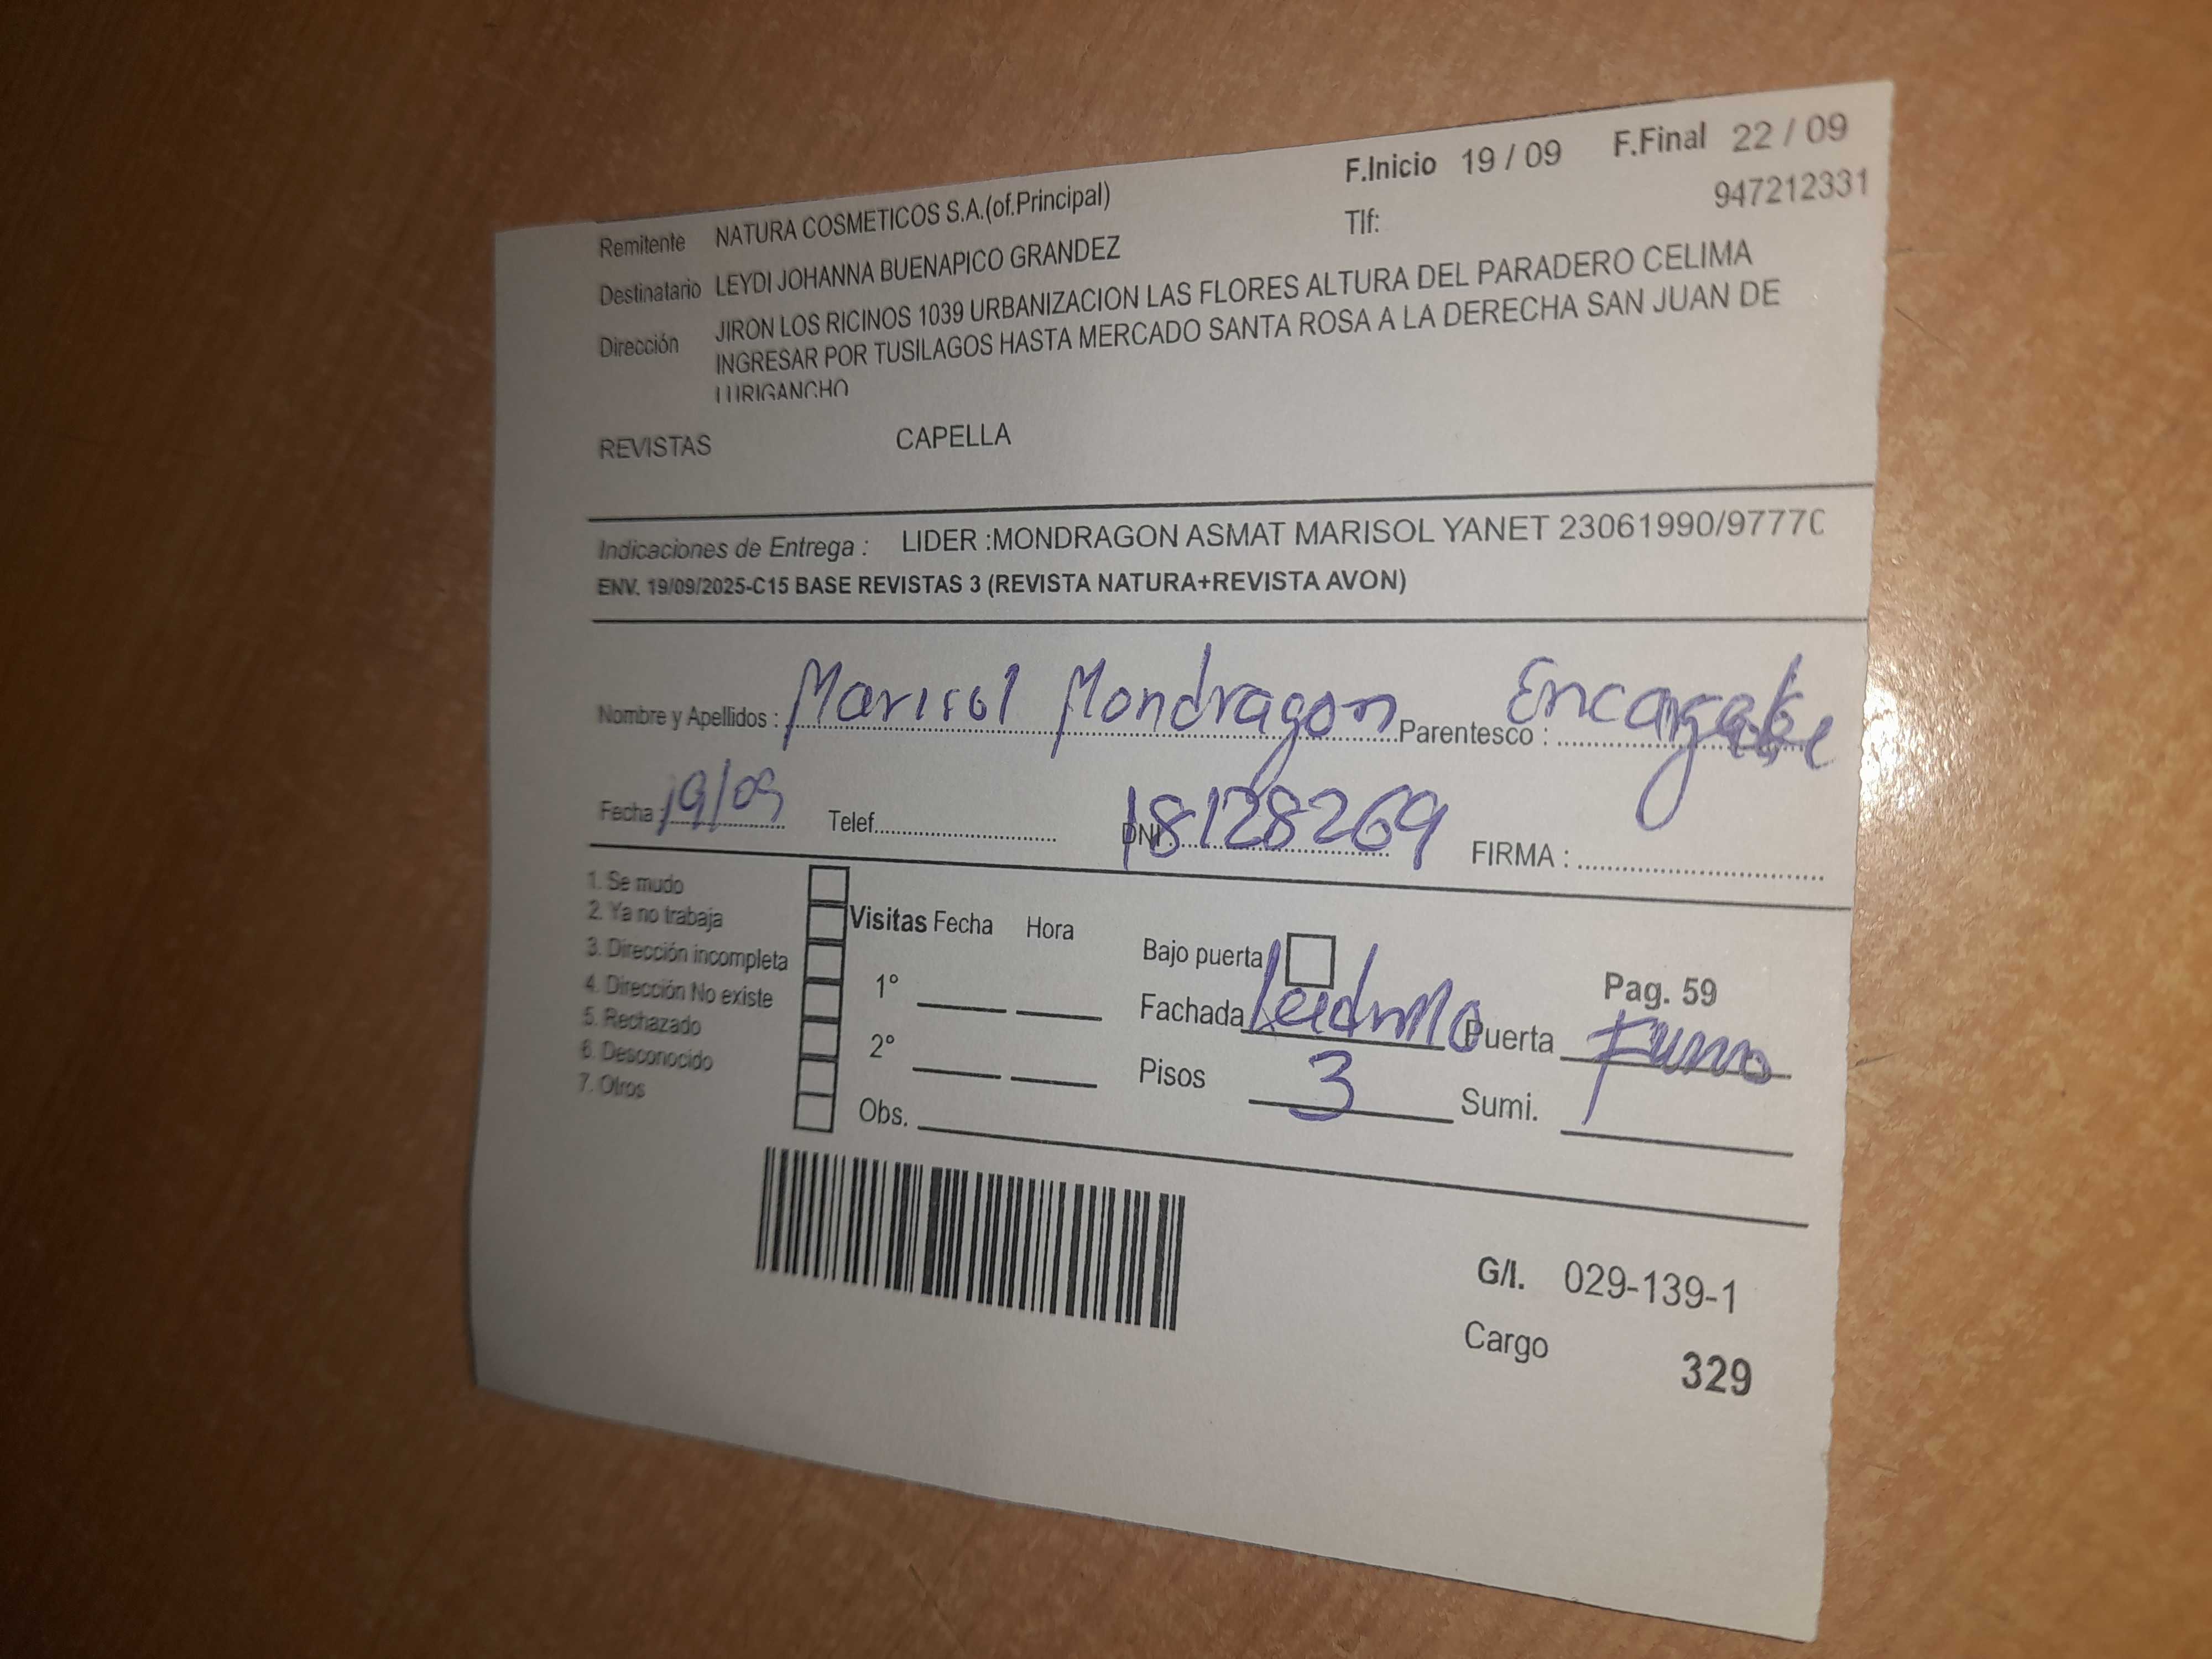 F.Inicio 19 / 09 F.Final 22 / 09
Remitente NATURA COSMETICOS S.A.(of.Principal) Tlf: 947212331
Destinatario LEYDI JOHANNA BUENAPICO GRANDEZ
Dirección JIRON LOS RICINOS 1039 URBANIZACION LAS FLORES ALTURA DEL PARADERO CELIMA
INGRESAR POR TUSILAGOS HASTA MERCADO SANTA ROSA A LA DERECHA SAN JUAN DE
LURIGANCHO
REVISTAS CAPELLA
Indicaciones de Entrega : LIDER :MONDRAGON ASMAT MARISOL YANET 23061990/9777
ENV. 19/09/2025-C15 BASE REVISTAS 3 (REVISTA NATURA+REVISTA AVON)
Nombre y Apellidos : Marisol Mondragon Parentesco :
Fecha : 19/09 Telef. DNI 18128269 FIRMA :
1. Se mudo
2. Ya no trabaja
3. Dirección incompleta
4. Dirección No existe
5. Rechazado
6. Desconocido
7. Otros
Visitas Fecha Hora
1°
2°
Obs.
Bajo puerta Pag. 59
Fachada Puerta
Pisos 3 Sumi.
G/I. 029-139-1
Cargo 329